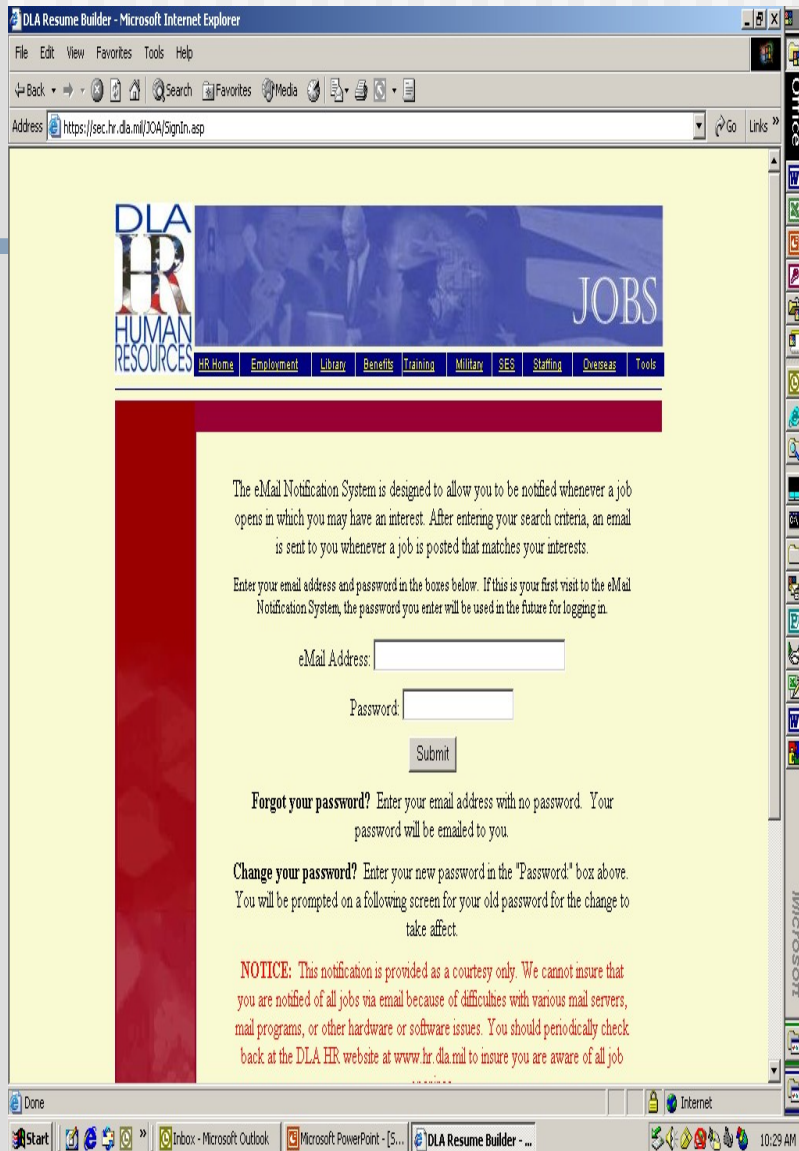 DLA Resume Builder - Microsoft Internet Explorer
File Edit View Favorites Tools Help
Back Search Favorites Media
Address https://sec.hr.dla.mil/JOA/SignIn.asp Go Links »
Office
DLA
HR
HUMAN
RESOURCES
JOBS
HR Home Employment Library Benefits Training Military SES Staffing Overseas Tools
The eMail Notification System is designed to allow you to be notified whenever a job
opens in which you may have an interest. After entering your search criteria, an email
is sent to you whenever a job is posted that matches your interests.
Enter your email address and password in the boxes below. If this is your first visit to the eMail
Notification System, the password you enter will be used in the future for logging in.
eMail Address:
Password:
Submit
Forgot your password? Enter your email address with no password. Your
password will be emailed to you.
Change your password? Enter your new password in the "Password:" box above.
You will be prompted on a following screen for your old password for the change to
take affect.
NOTICE: This notification is provided as a courtesy only. We cannot insure that
you are notified of all jobs via email because of difficulties with various mail servers,
mail programs, or other hardware or software issues. You should periodically check
back at the DLA HR website at www.hr.dla.mil to insure you are aware of all job
Microsoft
Done Internet
Start » Inbox - Microsoft Outlook Microsoft PowerPoint - [S... DLA Resume Builder - ... 10:29 AM